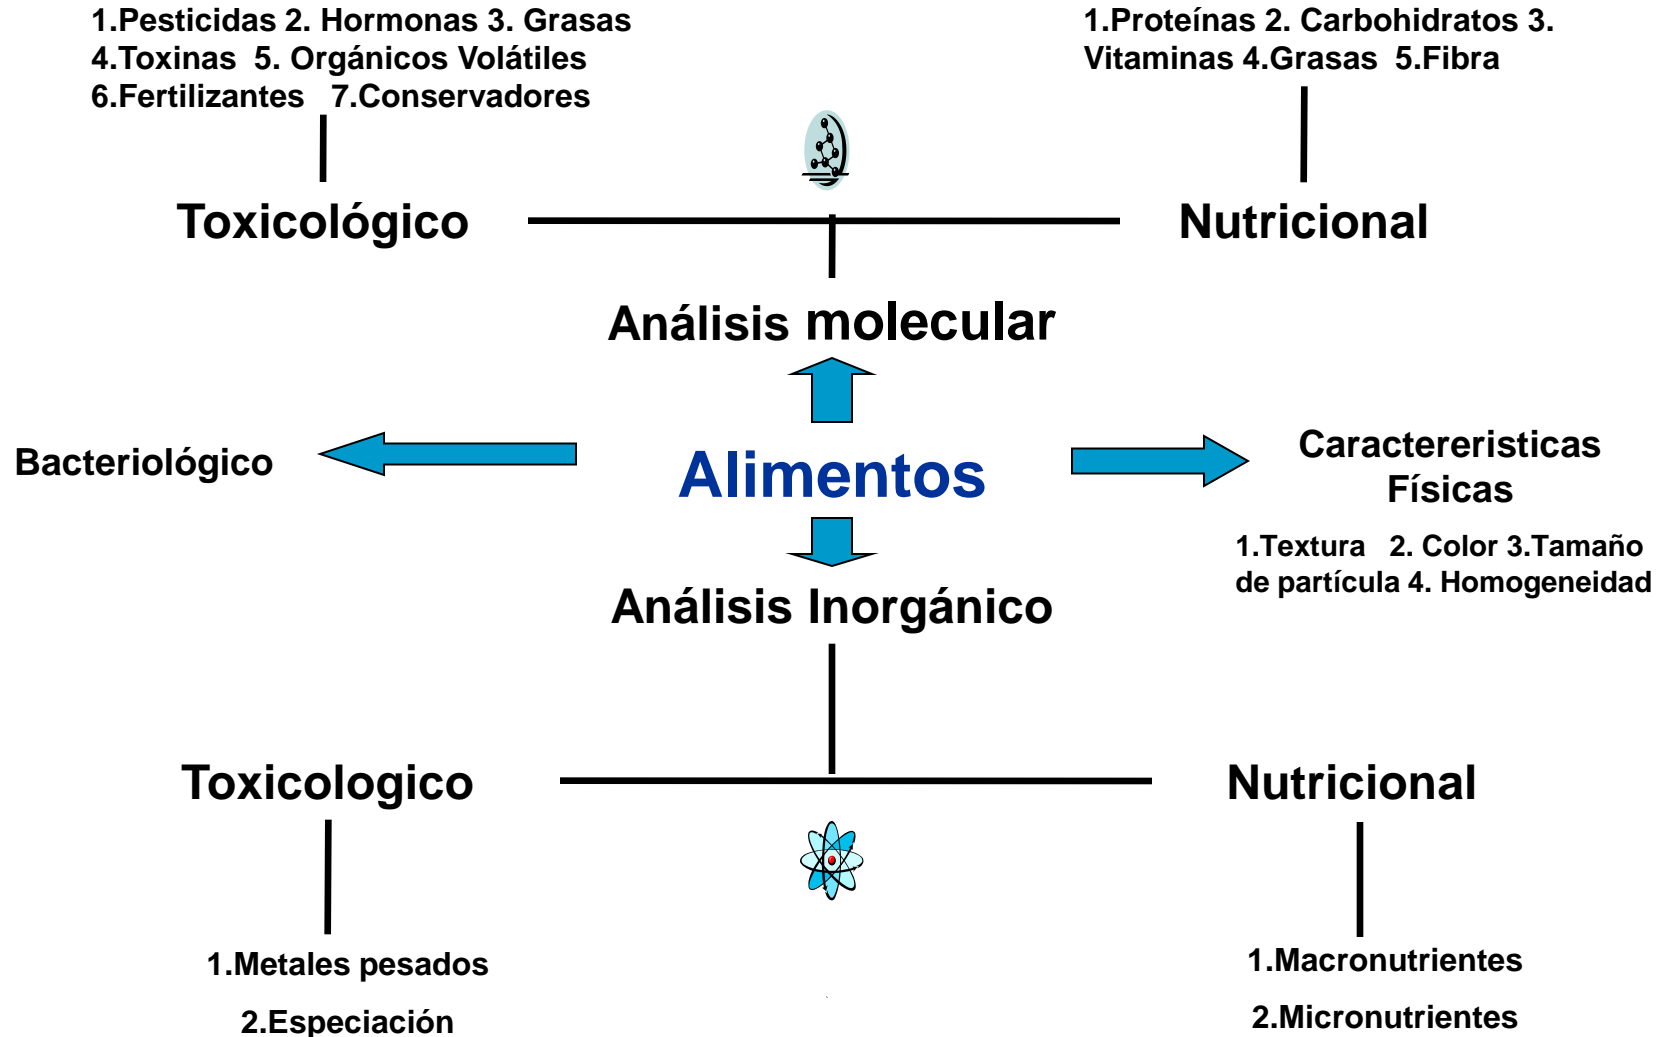 1.Pesticidas 2. Hormonas 3. Grasas
4.Toxinas 5. Orgánicos Volátiles
6.Fertilizantes 7.Conservadores
1.Proteínas 2. Carbohidratos 3.
Vitaminas 4.Grasas 5.Fibra
Toxicológico
Nutricional
Análisis molecular
Bacteriológico
Alimentos
Caractereristicas
Físicas
1.Textura 2. Color 3.Tamaño
de partícula 4. Homogeneidad
Análisis Inorgánico
Toxicologico
Nutricional
1.Metales pesados
2.Especiación
1.Macronutrientes
2.Micronutrientes